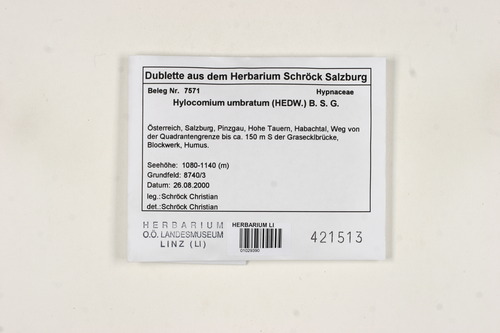 Dublette aus dem Herbarium Schröck Salzburg
Beleg Nr. 7571 Hypnaceae
Hylocomium umbratum (HEDW.) B. S. G.
Österreich, Salzburg, Pinzgau, Hohe Tauern, Habachtal, Weg von
der Quadrantengrenze bis ca. 150 m S der Grasecklbrücke,
Blockwerk, Humus.
Seehöhe: 1080-1140 (m)
Grundfeld: 8740/3
Datum: 26.08.2000
leg.:Schröck Christian
det.:Schröck Christian
HERBARIUM
O.Ö. LANDESMUSEUM
LINZ (LI)
HERBARIUM LI
01029390
421513